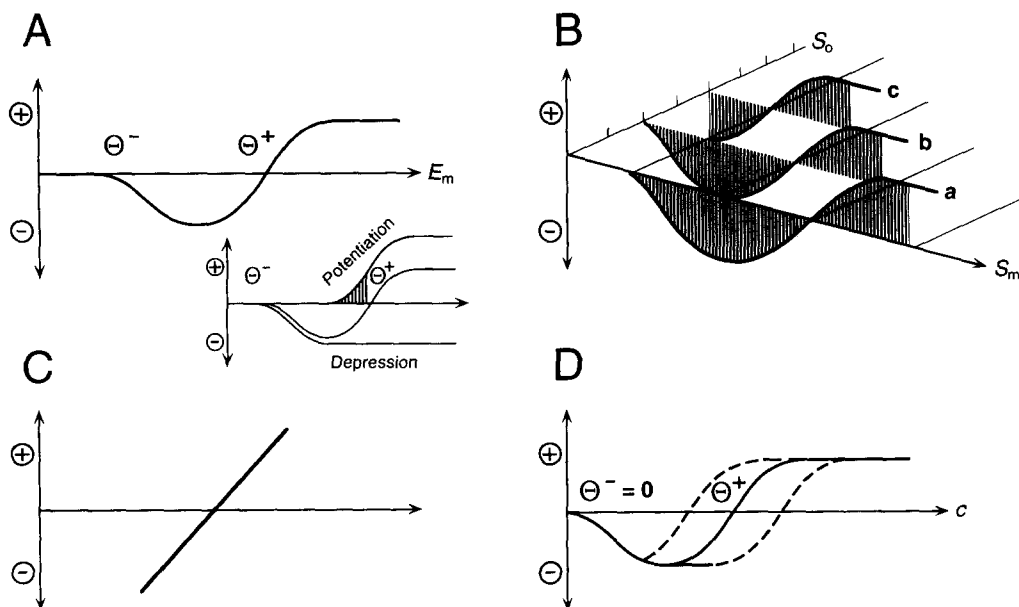 A
⊕
Θ⁻
Θ⁺
Eₘ
⊖
⊕
Θ⁻
Potentiation
Θ⁺
⊖
Depression
B
⊕
⊖
Sₒ
c
b
a
Sₘ
C
⊕
⊖
D
⊕
Θ⁻ = 0
Θ⁺
c
⊖